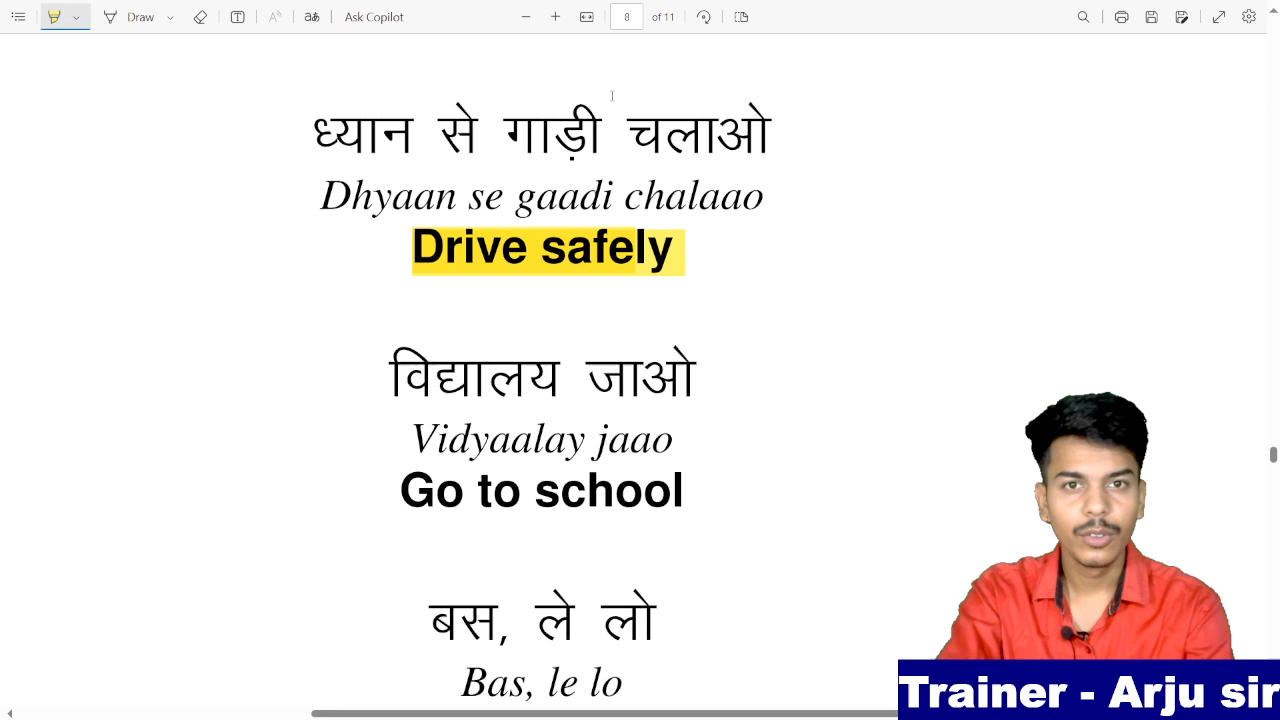 Draw
Ask Copilot
8 of 11
ध्यान से गाड़ी चलाओ
Dhyaan se gaadi chalaao
Drive safely
विद्यालय जाओ
Vidyaalay jaao
Go to school
बस, ले लो
Bas, le lo
Trainer - Arju sir